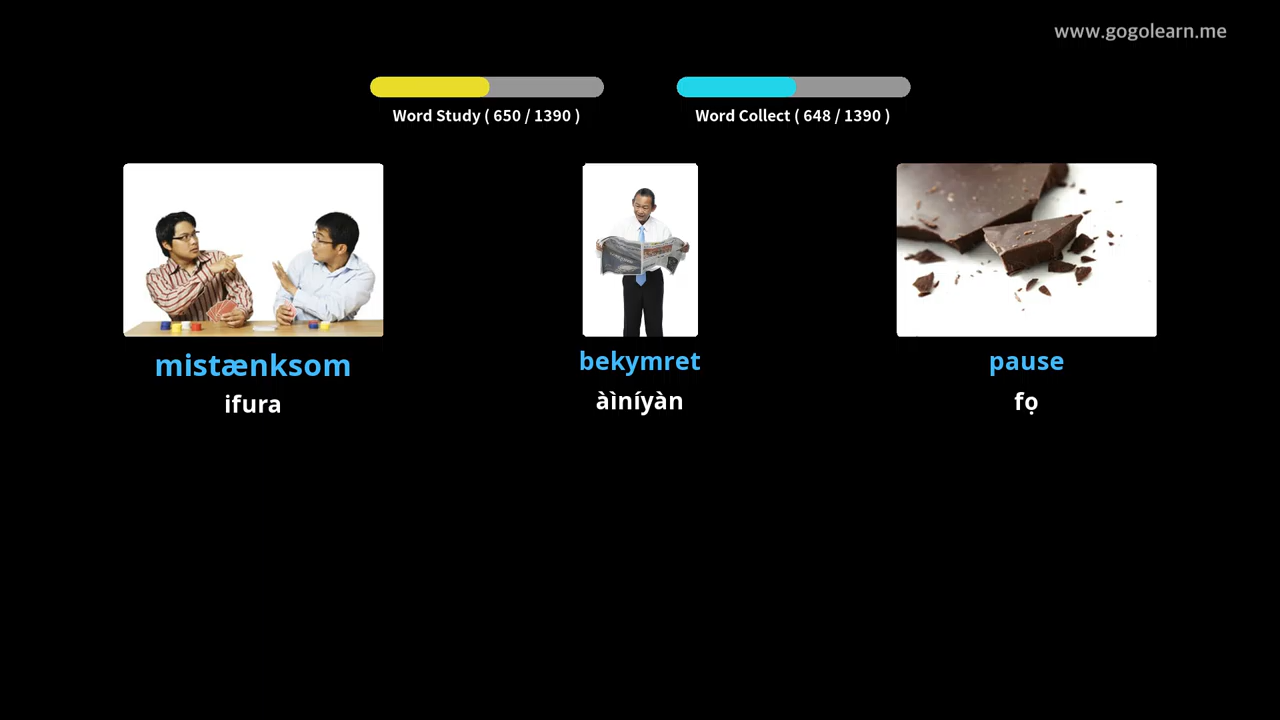 www.gogolearn.me
Word Study ( 650 / 1390 )
Word Collect ( 648 / 1390 )
mistænksom
ifura
bekymret
àìníyàn
pause
fọ